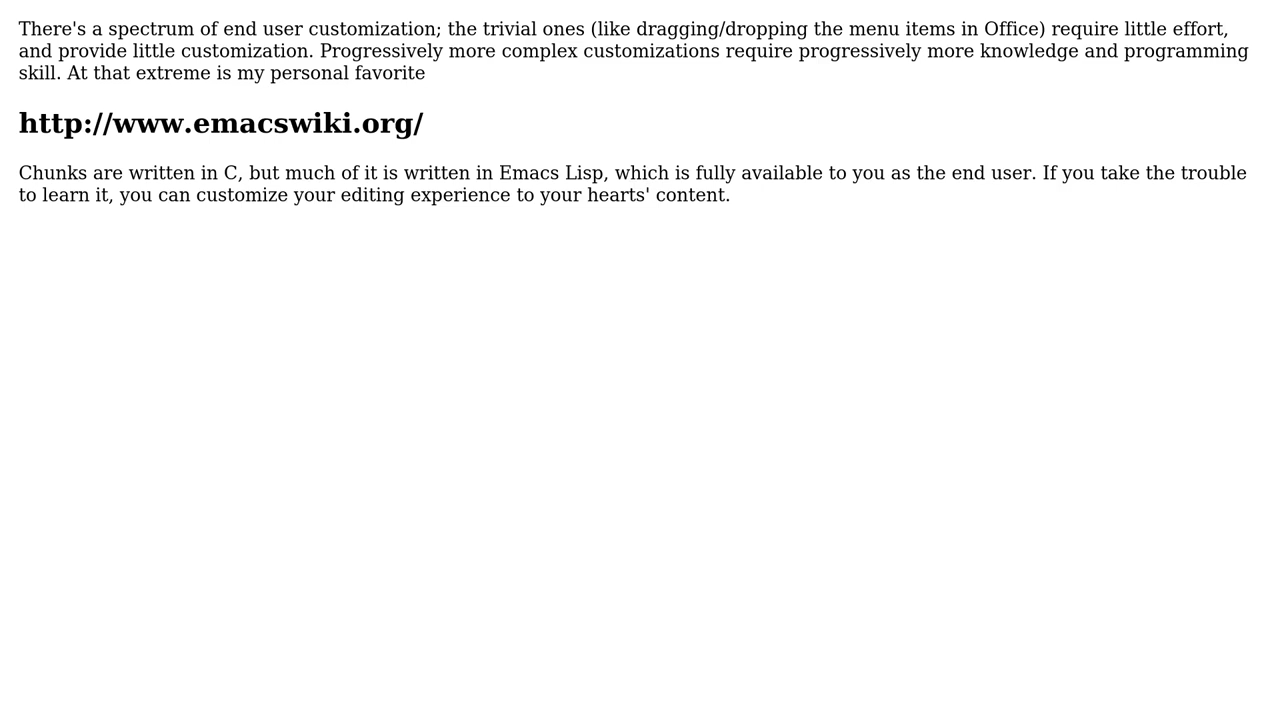 There's a spectrum of end user customization; the trivial ones (like dragging/dropping the menu items in Office) require little effort,
and provide little customization. Progressively more complex customizations require progressively more knowledge and programming
skill. At that extreme is my personal favorite
http://www.emacswiki.org/
Chunks are written in C, but much of it is written in Emacs Lisp, which is fully available to you as the end user. If you take the trouble
to learn it, you can customize your editing experience to your hearts' content.